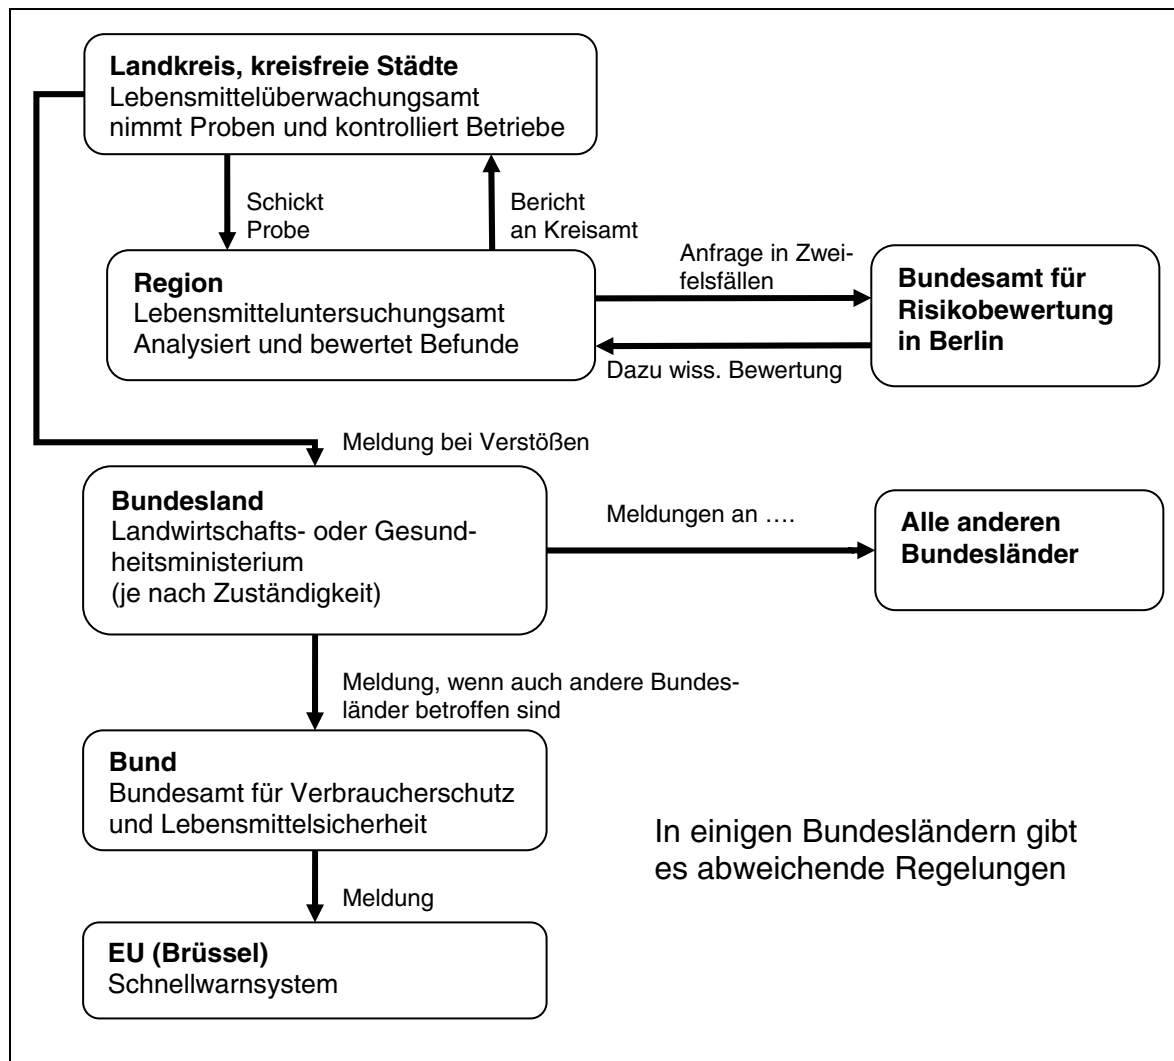 Landkreis, kreisfreie Städte
Lebensmittelüberwachungsamt
nimmt Proben und kontrolliert Betriebe
Schickt
Probe
Bericht
an Kreisamt
Region
Lebensmitteluntersuchungsamt
Analysiert und bewertet Befunde
Anfrage in Zwei-
felsfällen
Bundesamt für
Risikobewertung
in Berlin
Dazu wiss. Bewertung
Meldung bei Verstößen
Bundesland
Landwirtschafts- oder Gesund-
heitsministerium
(je nach Zuständigkeit)
Meldungen an ....
Alle anderen
Bundesländer
Meldung, wenn auch andere Bundes-
länder betroffen sind
Bund
Bundesamt für Verbraucherschutz
und Lebensmittelsicherheit
In einigen Bundesländern gibt
es abweichende Regelungen
Meldung
EU (Brüssel)
Schnellwarnsystem